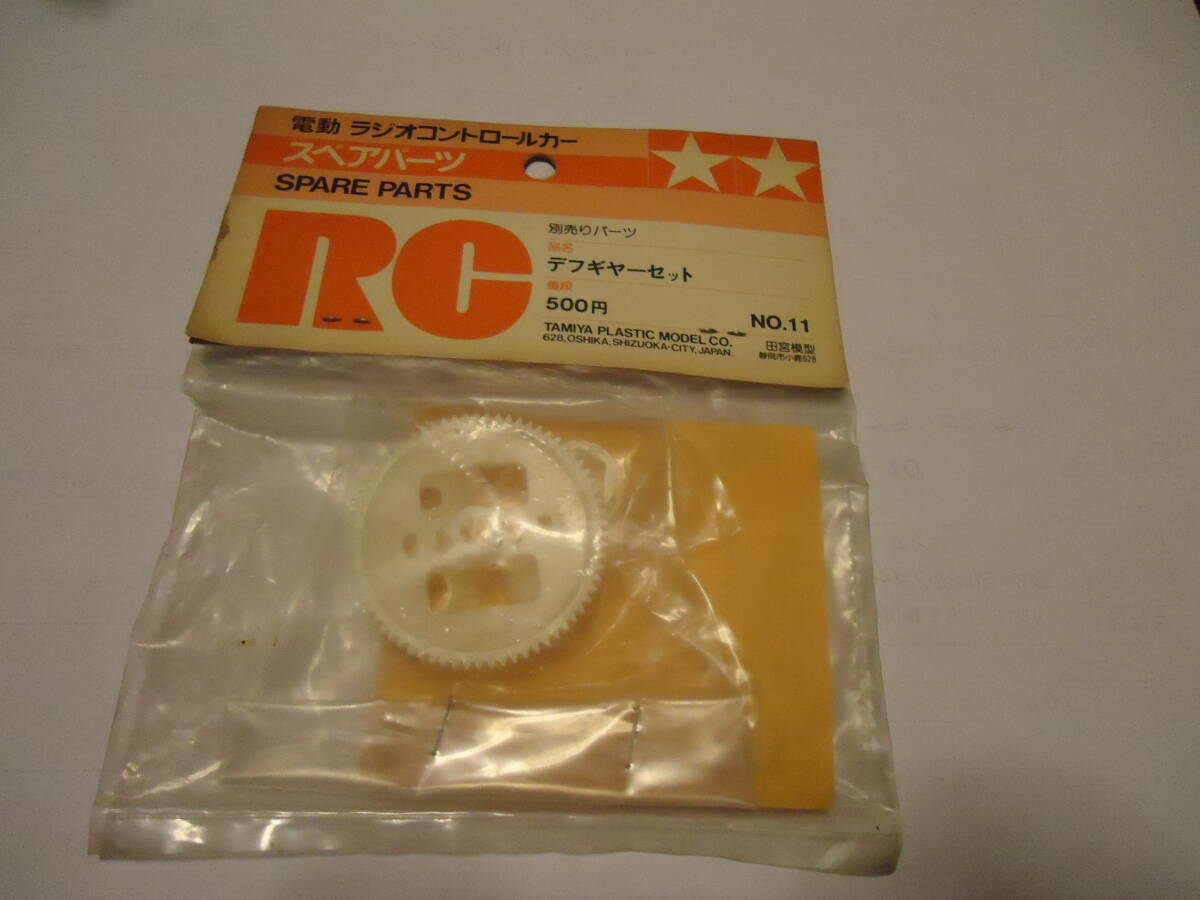 電動 ラジオコントロールカー
スペアパーツ
SPARE PARTS
RC
別売りパーツ
品名
デフギヤーセット
価段
500円
NO.11
TAMIYA PLASTIC MODEL CO.
628, OSHIKA, SHIZUOKA-CITY, JAPAN.
田宮模型
静岡市小鹿628